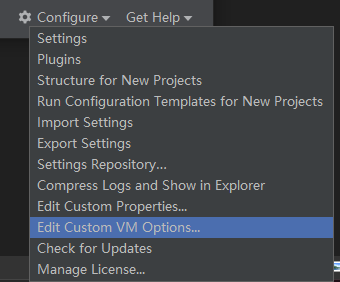 Configure Get Help
Settings
Plugins
Structure for New Projects
Run Configuration Templates for New Projects
Import Settings
Export Settings
Settings Repository...
Compress Logs and Show in Explorer
Edit Custom Properties...
Edit Custom VM Options...
Check for Updates
Manage License...